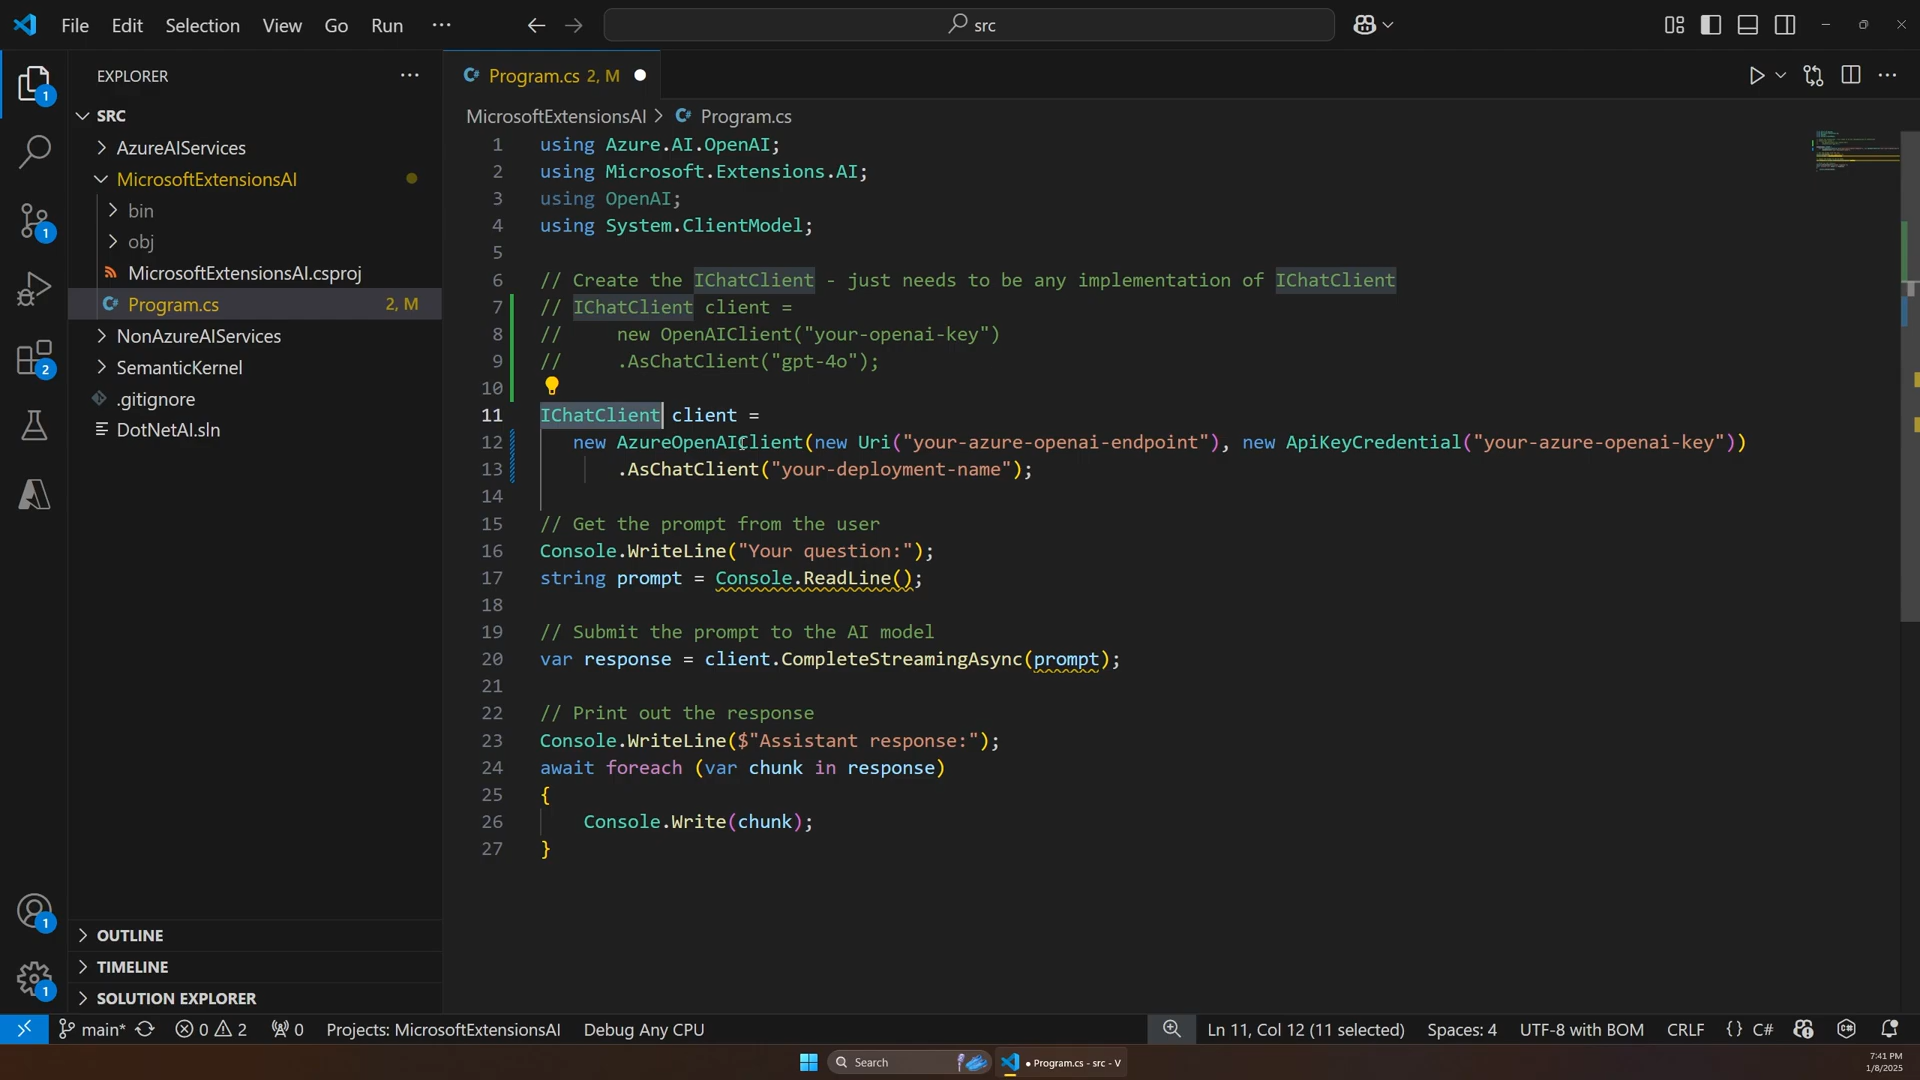 File Edit Selection View Go Run ···
src
EXPLORER
Program.cs 2, M
SRC
AzureAIServices
MicrosoftExtensionsAI
bin
obj
MicrosoftExtensionsAI.csproj
Program.cs 2, M
NonAzureAIServices
SemanticKernel
.gitignore
DotNetAI.sln
OUTLINE
TIMELINE
SOLUTION EXPLORER
1
1
2
1
1
MicrosoftExtensionsAI > Program.cs
1 using Azure.AI.OpenAI;
2 using Microsoft.Extensions.AI;
3 using OpenAI;
4 using System.ClientModel;
5
6 // Create the IChatClient - just needs to be any implementation of IChatClient
7 // IChatClient client =
8 //     new OpenAIClient("your-openai-key")
9 //     .AsChatClient("gpt-4o");
10
11 IChatClient client =
12    new AzureOpenAIClient(new Uri("your-azure-openai-endpoint"), new ApiKeyCredential("your-azure-openai-key"))
13        .AsChatClient("your-deployment-name");
14
15 // Get the prompt from the user
16 Console.WriteLine("Your question:");
17 string prompt = Console.ReadLine();
18
19 // Submit the prompt to the AI model
20 var response = client.CompleteStreamingAsync(prompt);
21
22 // Print out the response
23 Console.WriteLine($"Assistant response:");
24 await foreach (var chunk in response)
25 {
26     Console.Write(chunk);
27 }
main* 0 2 0 Projects: MicrosoftExtensionsAI Debug Any CPU Ln 11, Col 12 (11 selected) Spaces: 4 UTF-8 with BOM CRLF {} C#
Search Program.cs - src - V
7:41 PM
1/8/2025